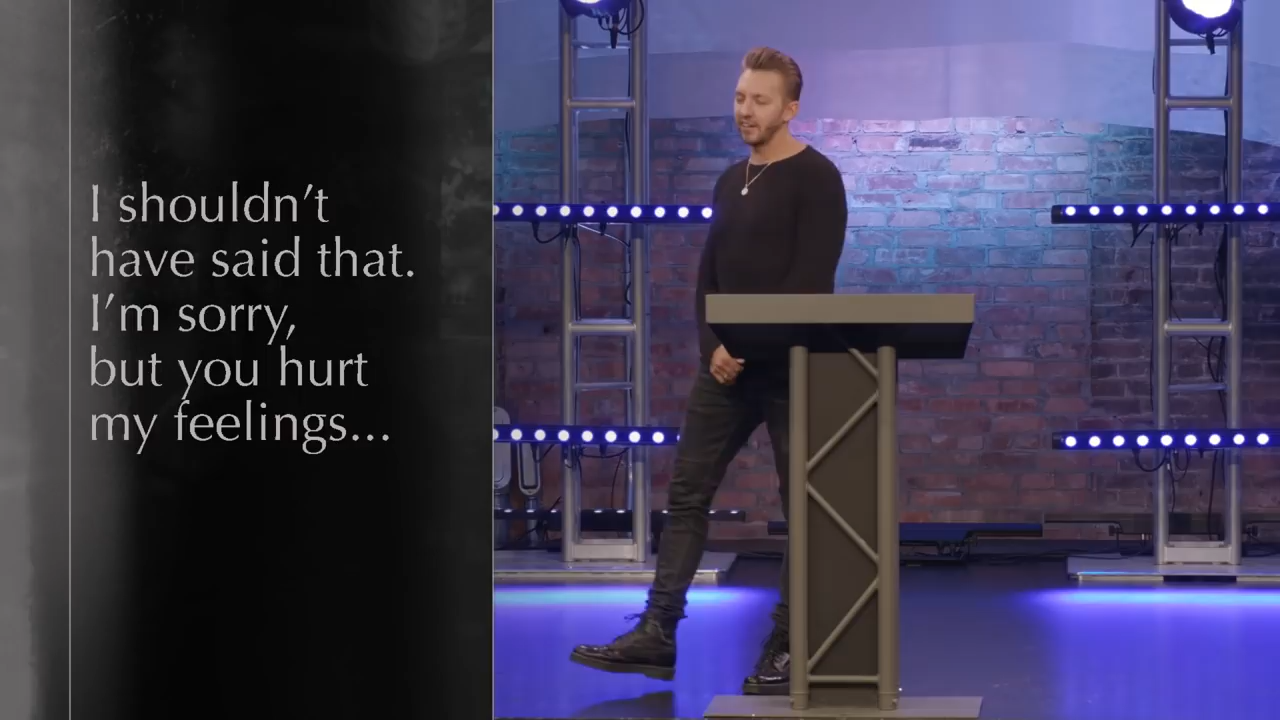 I shouldn’t
have said that.
I’m sorry,
but you hurt
my feelings...